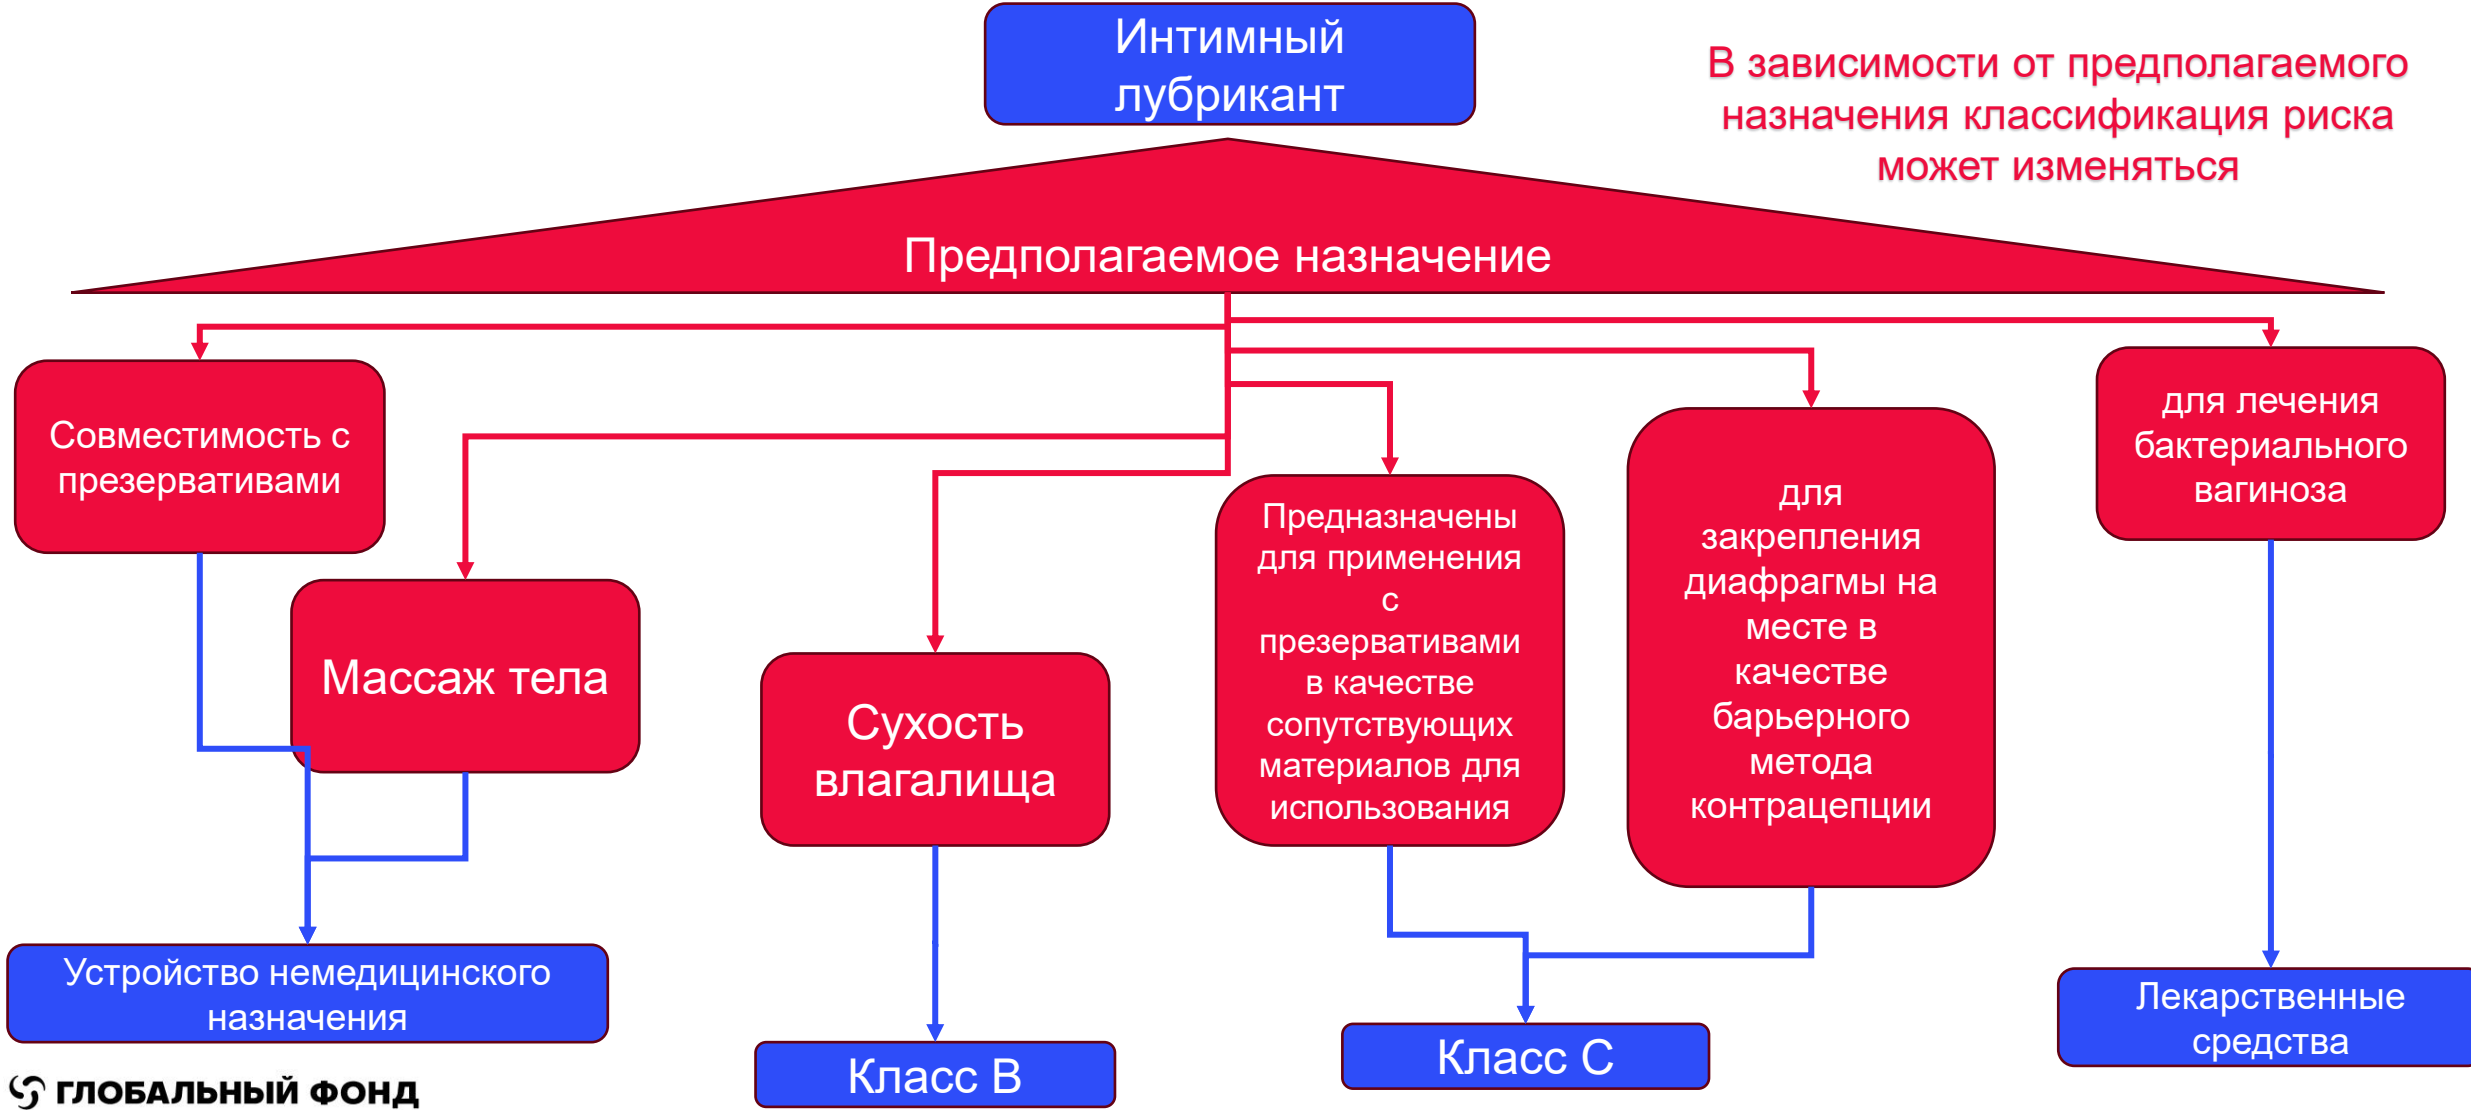 Интимный
лубрикант
В зависимости от предполагаемого
назначения классификация риска
может изменяться
Предполагаемое назначение
Совместимость с
презервативами
Массаж тела
Сухость
влагалища
Предназначены
для применения
с
презервативами
в качестве
сопутствующих
материалов для
использования
для
закрепления
диафрагмы на
месте в
качестве
барьерного
метода
контрацепции
для лечения
бактериального
вагиноза
Устройство немедицинского
назначения
Класс B
Класс C
Лекарственные
средства
ГЛОБАЛЬНЫЙ ФОНД